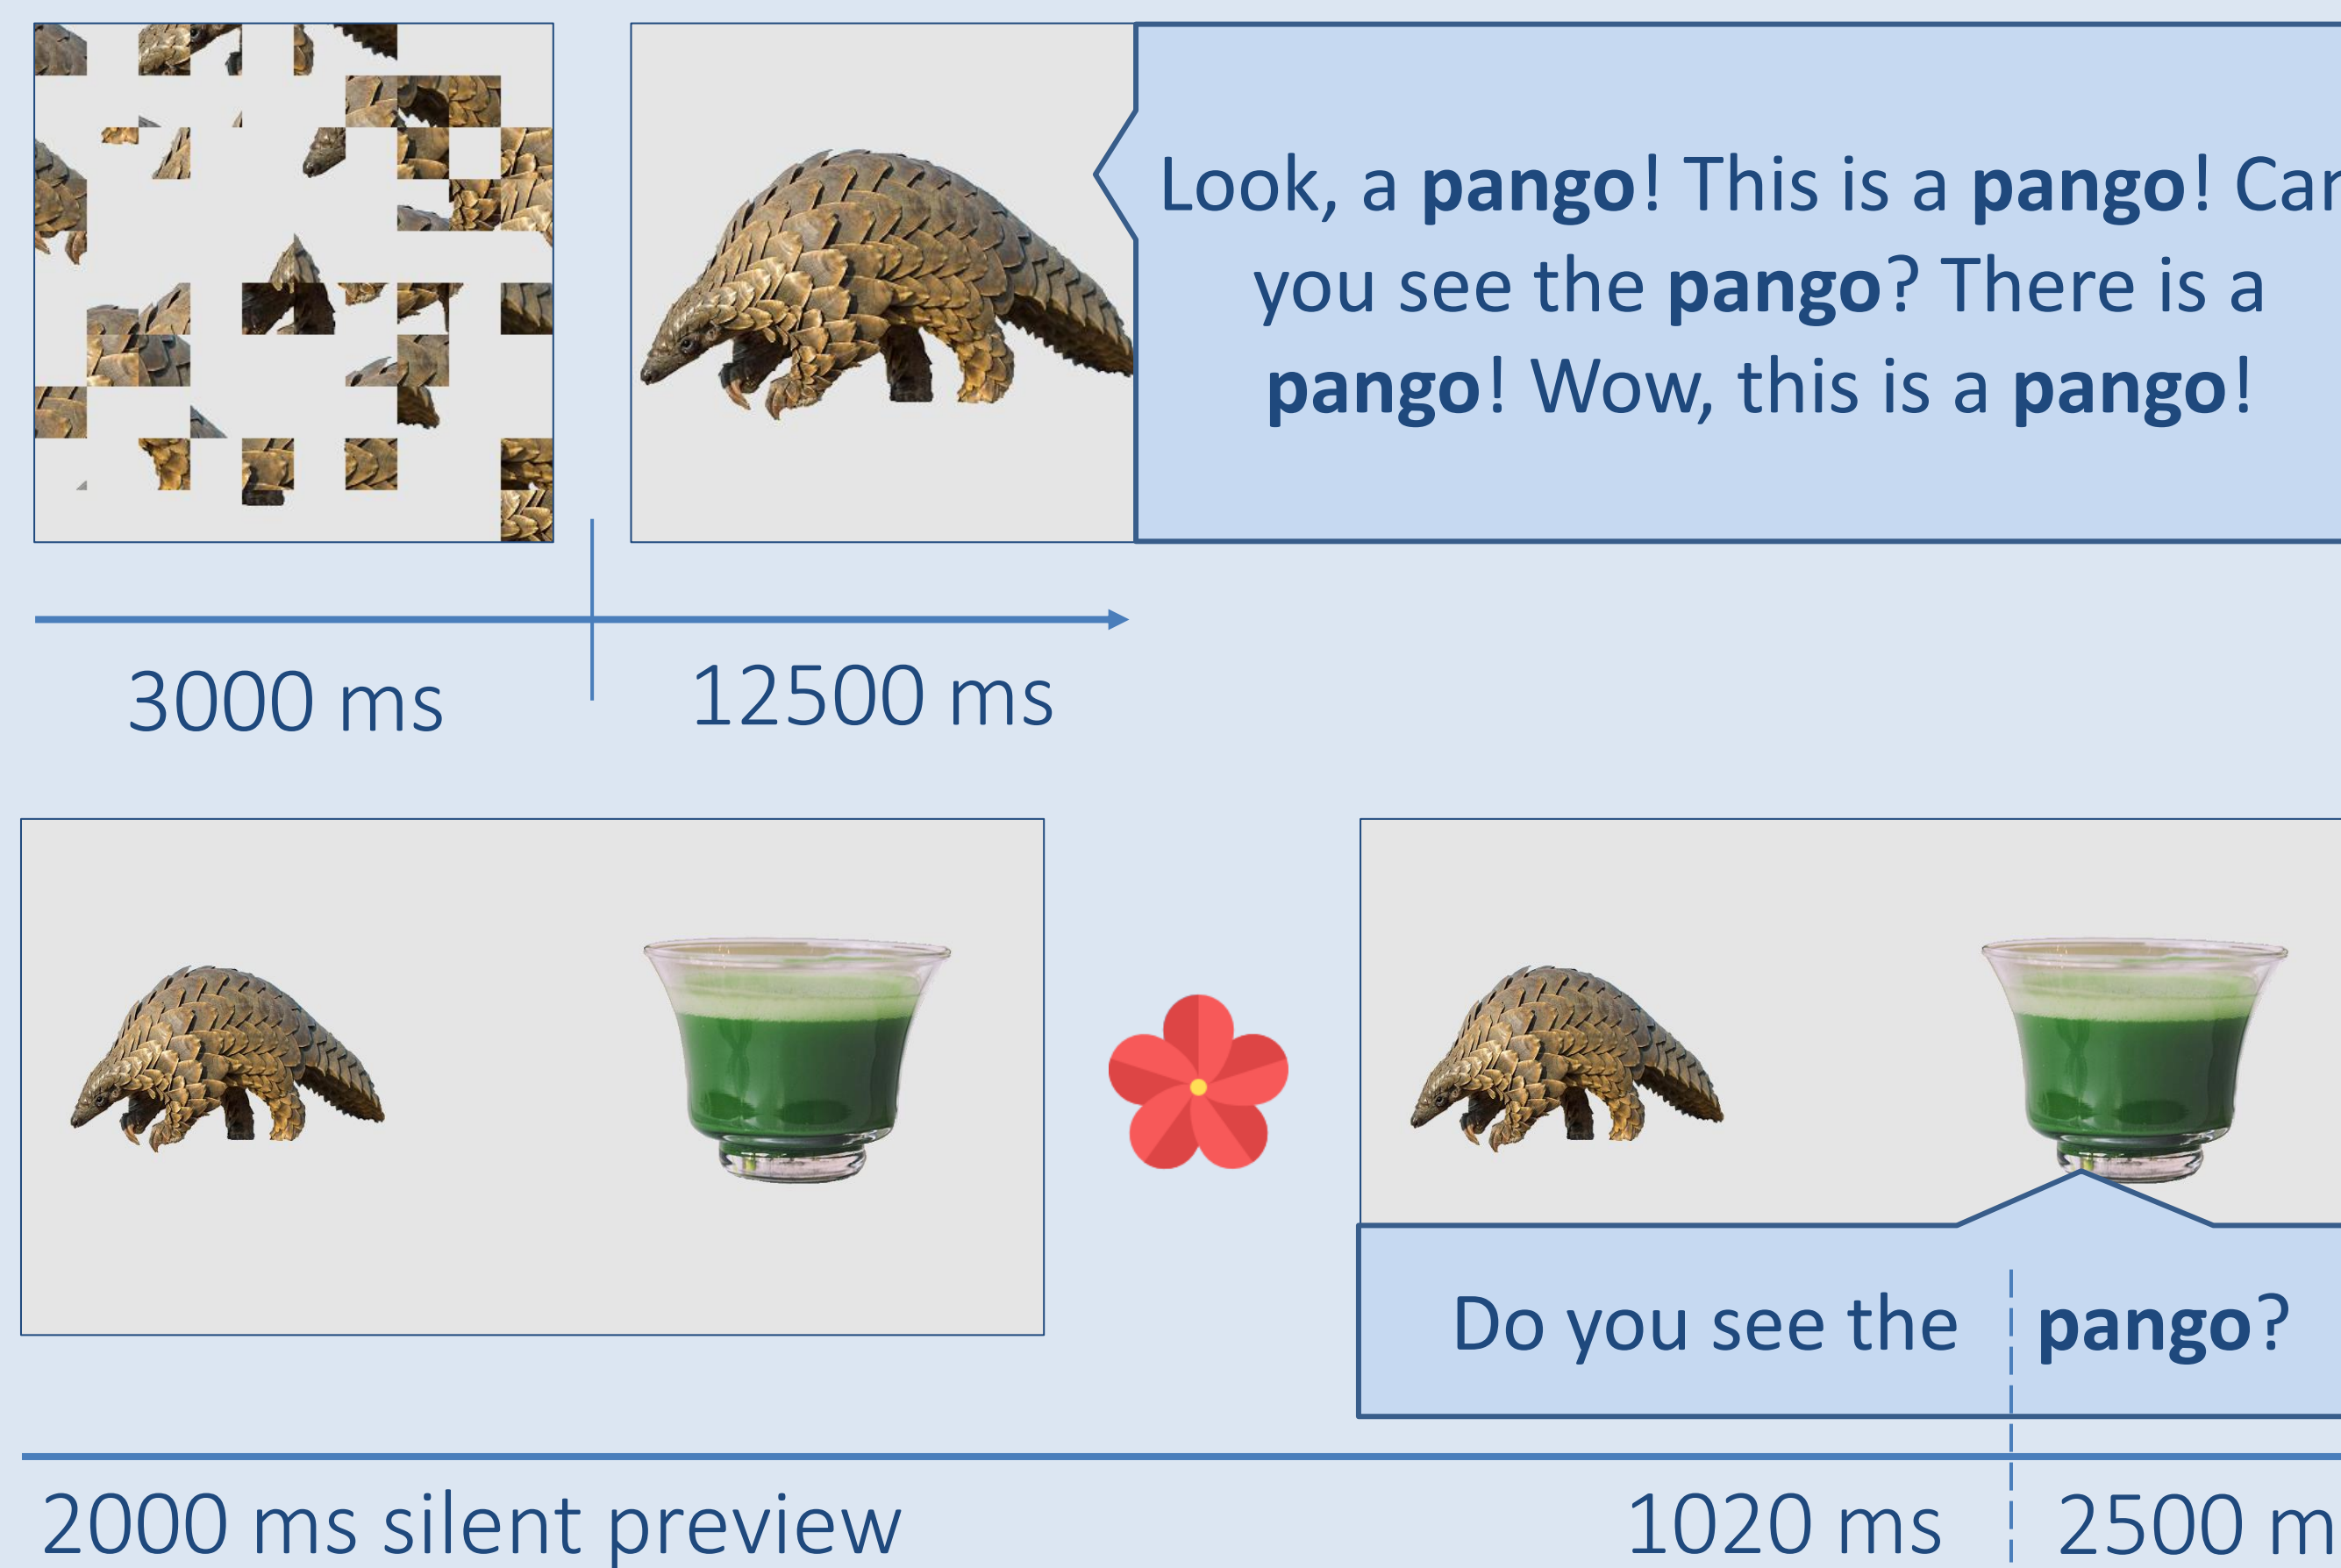 Look, a pango! This is a pango! Can
you see the pango? There is a
pango! Wow, this is a pango!
3000 ms
12500 ms
Do you see the pango?
2000 ms silent preview
1020 ms
2500 m